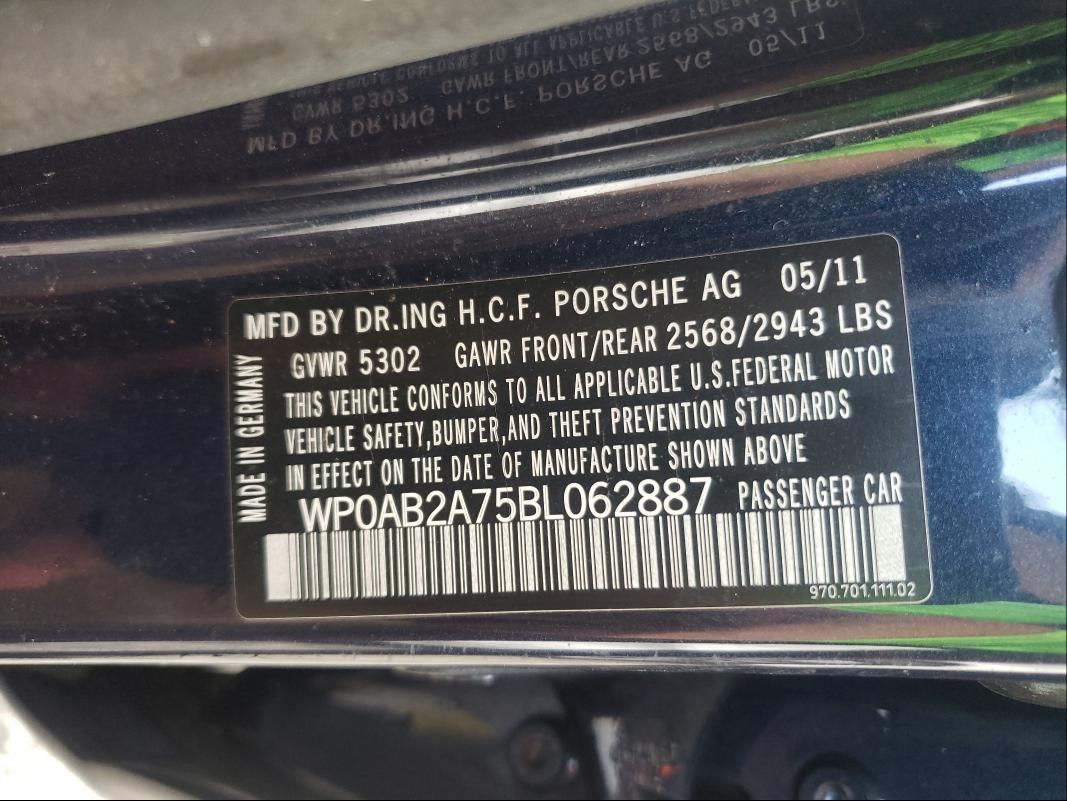 MFD BY DR.ING H.C.F. PORSCHE AG 05/11
GVWR 5302 GAWR FRONT/REAR 2568/2943 LBS
THIS VEHICLE CONFORMS TO ALL APPLICABLE U.S.FEDERAL MOTOR
VEHICLE SAFETY,BUMPER,AND THEFT PREVENTION STANDARDS
IN EFFECT ON THE DATE OF MANUFACTURE SHOWN ABOVE
WP0AB2A75BL062887 PASSENGER CAR
970.701.111.02
MADE IN GERMANY